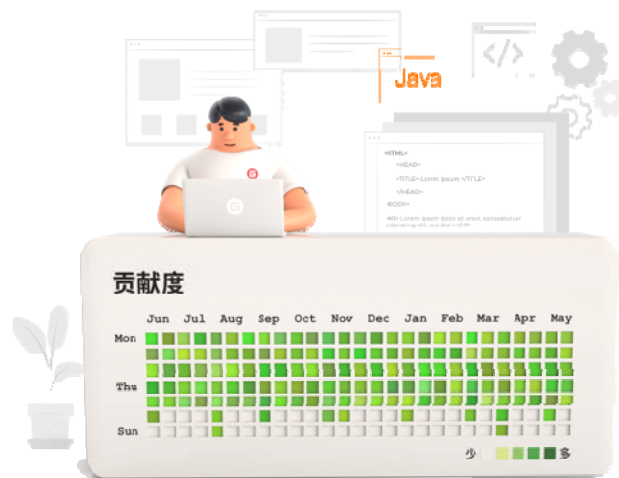 Java
</>
<HTML>
<HEAD>
<TITLE> Lorem Ipsum </TITLE>
</HEAD>
<BODY>
贡献度
Jun Jul Aug Sep Oct Nov Dec Jan Feb Mar Apr May
Mon
Thu
Sun
少 多